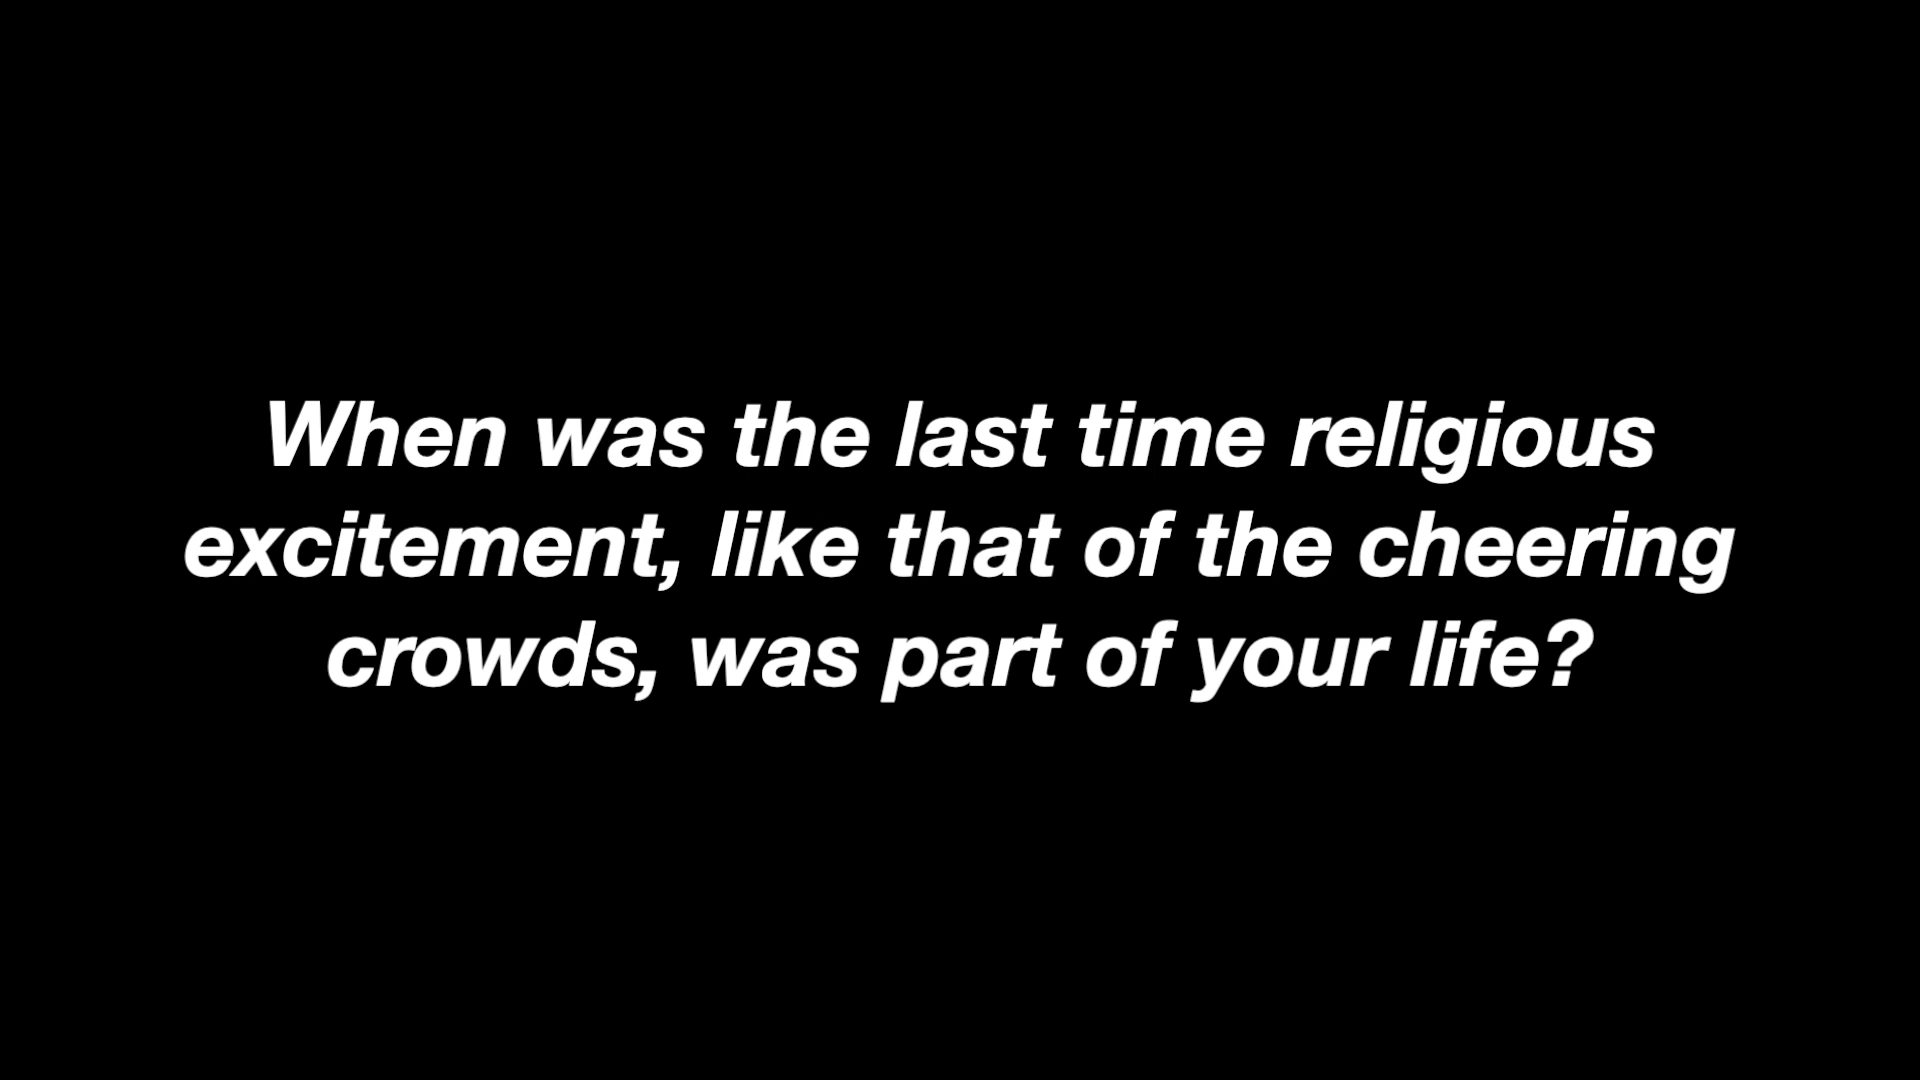 When was the last time religious
excitement, like that of the cheering
crowds, was part of your life?